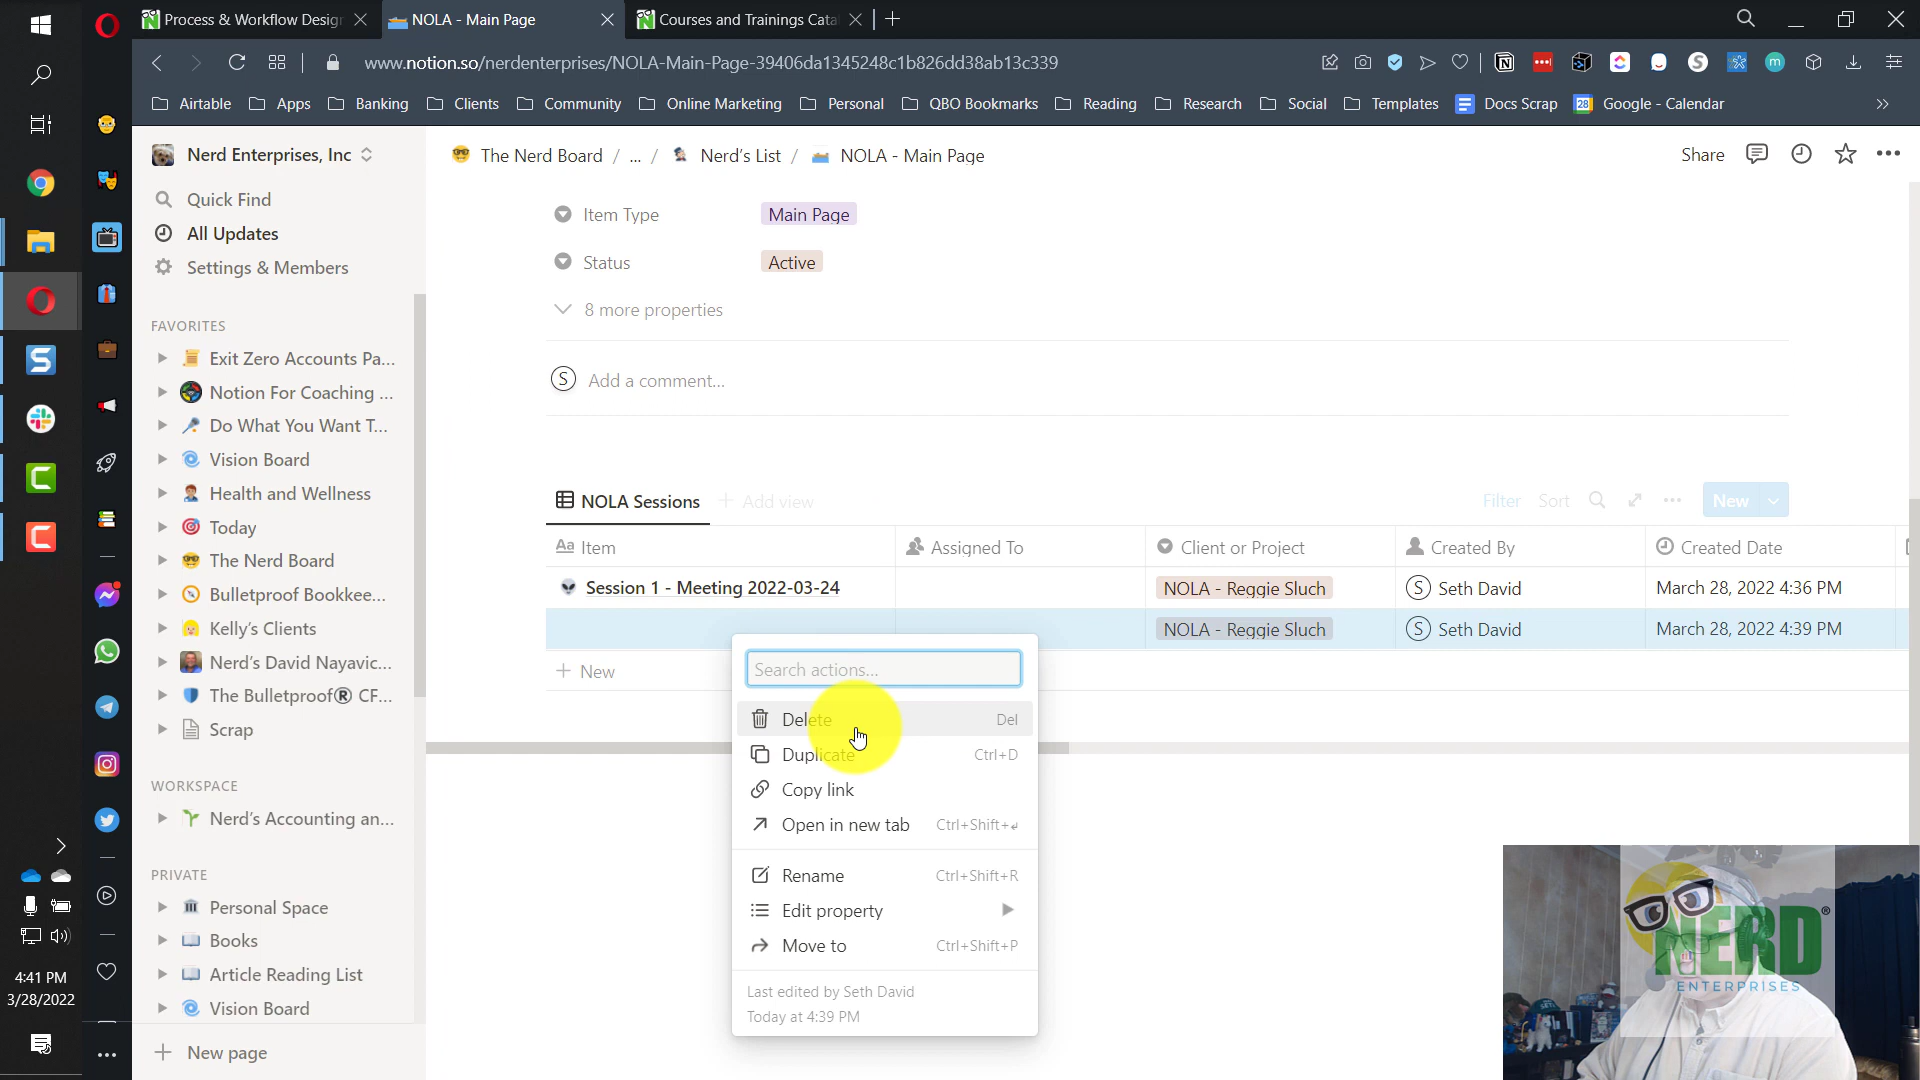 Process & Workflow Design
NOLA - Main Page
Courses and Trainings Cata
www.notion.so/nerdenterprises/NOLA-Main-Page-39406da1345248c1b826dd38ab13c339
Airtable
Apps
Banking
Clients
Community
Online Marketing
Personal
QBO Bookmarks
Reading
Research
Social
Templates
Docs Scrap
28
Google - Calendar
Nerd Enterprises, Inc
Quick Find
All Updates
Settings & Members
FAVORITES
Exit Zero Accounts Pa...
Notion For Coaching ...
Do What You Want T...
Vision Board
Health and Wellness
Today
The Nerd Board
Bulletproof Bookkee...
Kelly's Clients
Nerd's David Nayavic...
The Bulletproof® CF...
Scrap
WORKSPACE
Nerd's Accounting an...
PRIVATE
Personal Space
Books
Article Reading List
Vision Board
New page
The Nerd Board / ... / Nerd's List / NOLA - Main Page
Share
Item Type
Main Page
Status
Active
8 more properties
S
Add a comment...
NOLA Sessions
Add view
Filter
Sort
New
Aa Item
Assigned To
Client or Project
Created By
Created Date
Session 1 - Meeting 2022-03-24
NOLA - Reggie Sluch
S Seth David
March 28, 2022 4:36 PM
NOLA - Reggie Sluch
S Seth David
March 28, 2022 4:39 PM
New
Search actions...
Delete
Del
Duplicate
Ctrl+D
Copy link
Open in new tab
Ctrl+Shift+↵
Rename
Ctrl+Shift+R
Edit property
Move to
Ctrl+Shift+P
Last edited by Seth David
Today at 4:39 PM
4:41 PM
3/28/2022
NERD®
ENTERPRISES